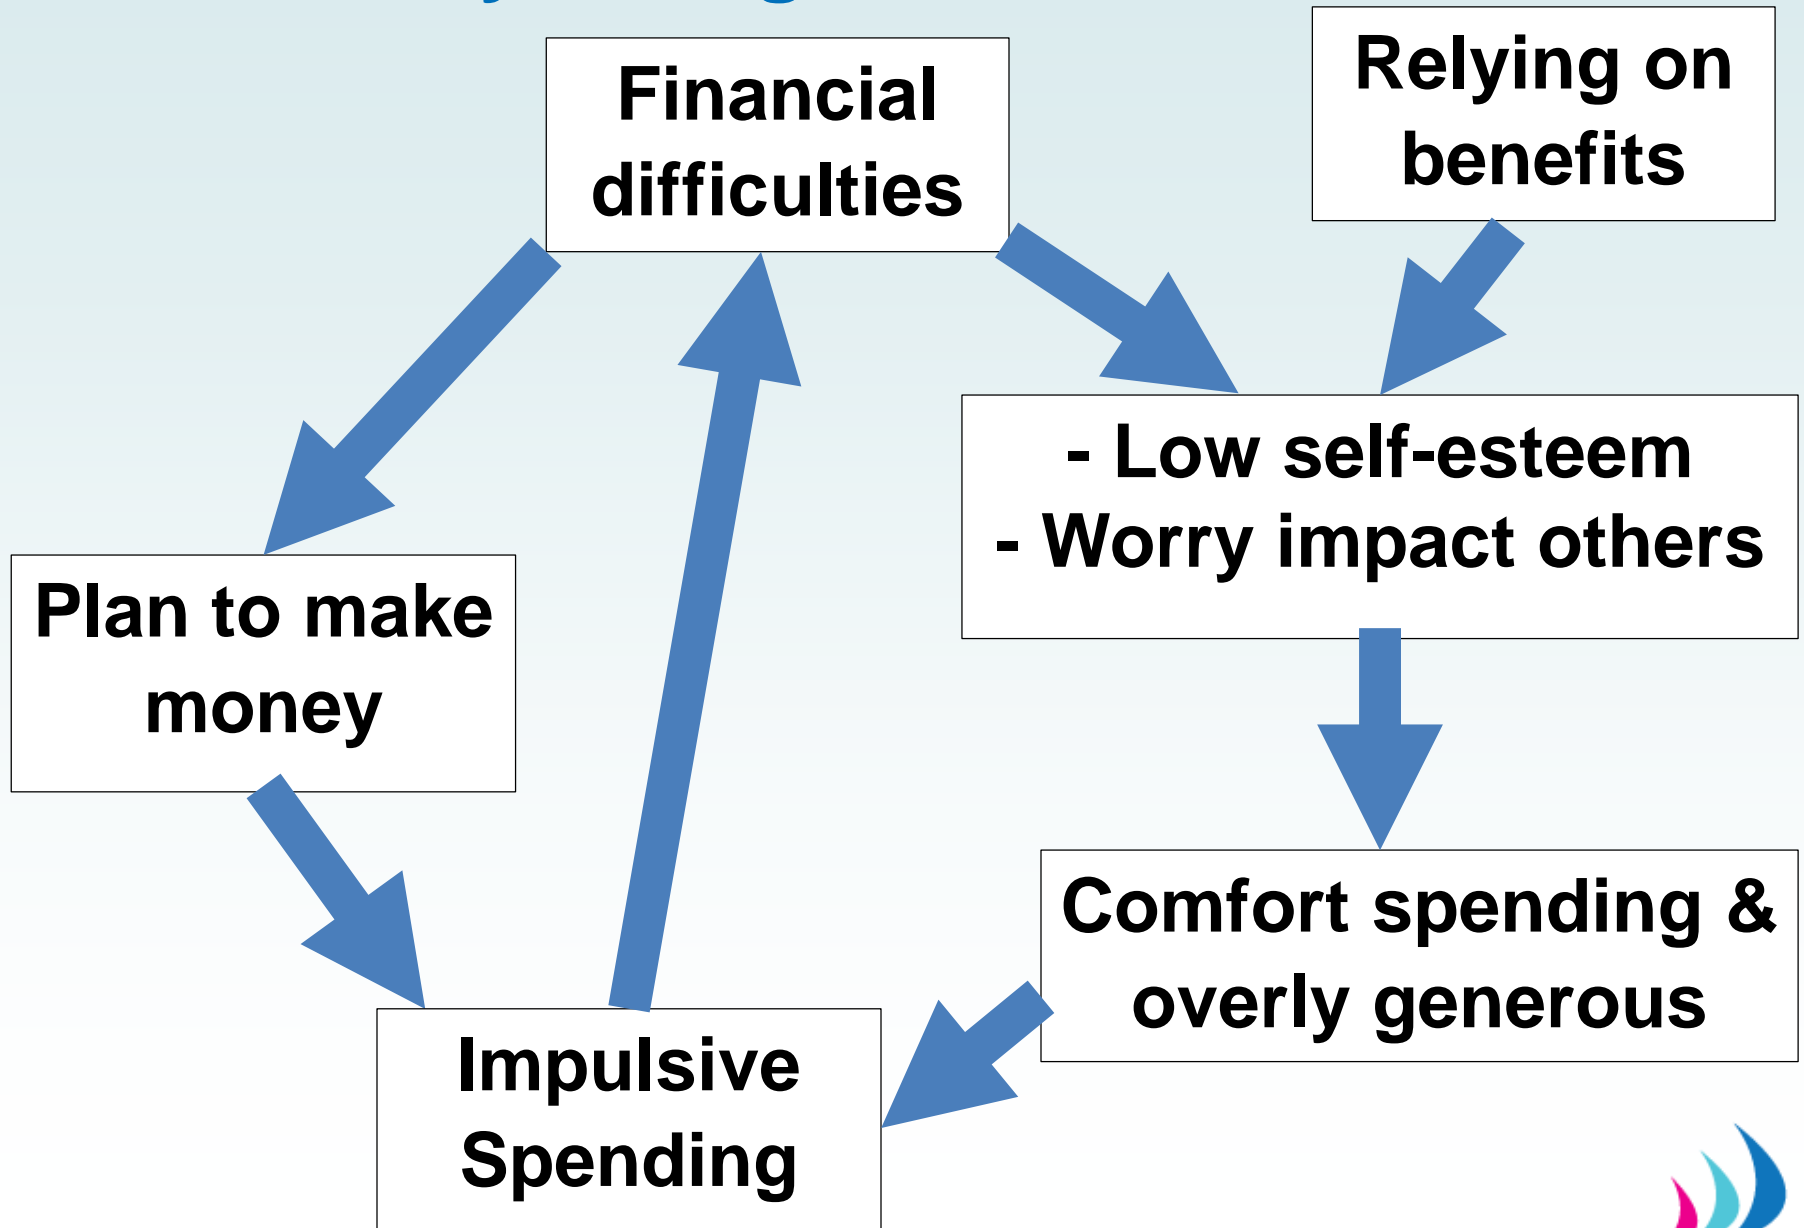 Financial
difficulties
Relying on
benefits
- Low self-esteem
- Worry impact others
Plan to make
money
Comfort spending &
overly generous
Impulsive
Spending